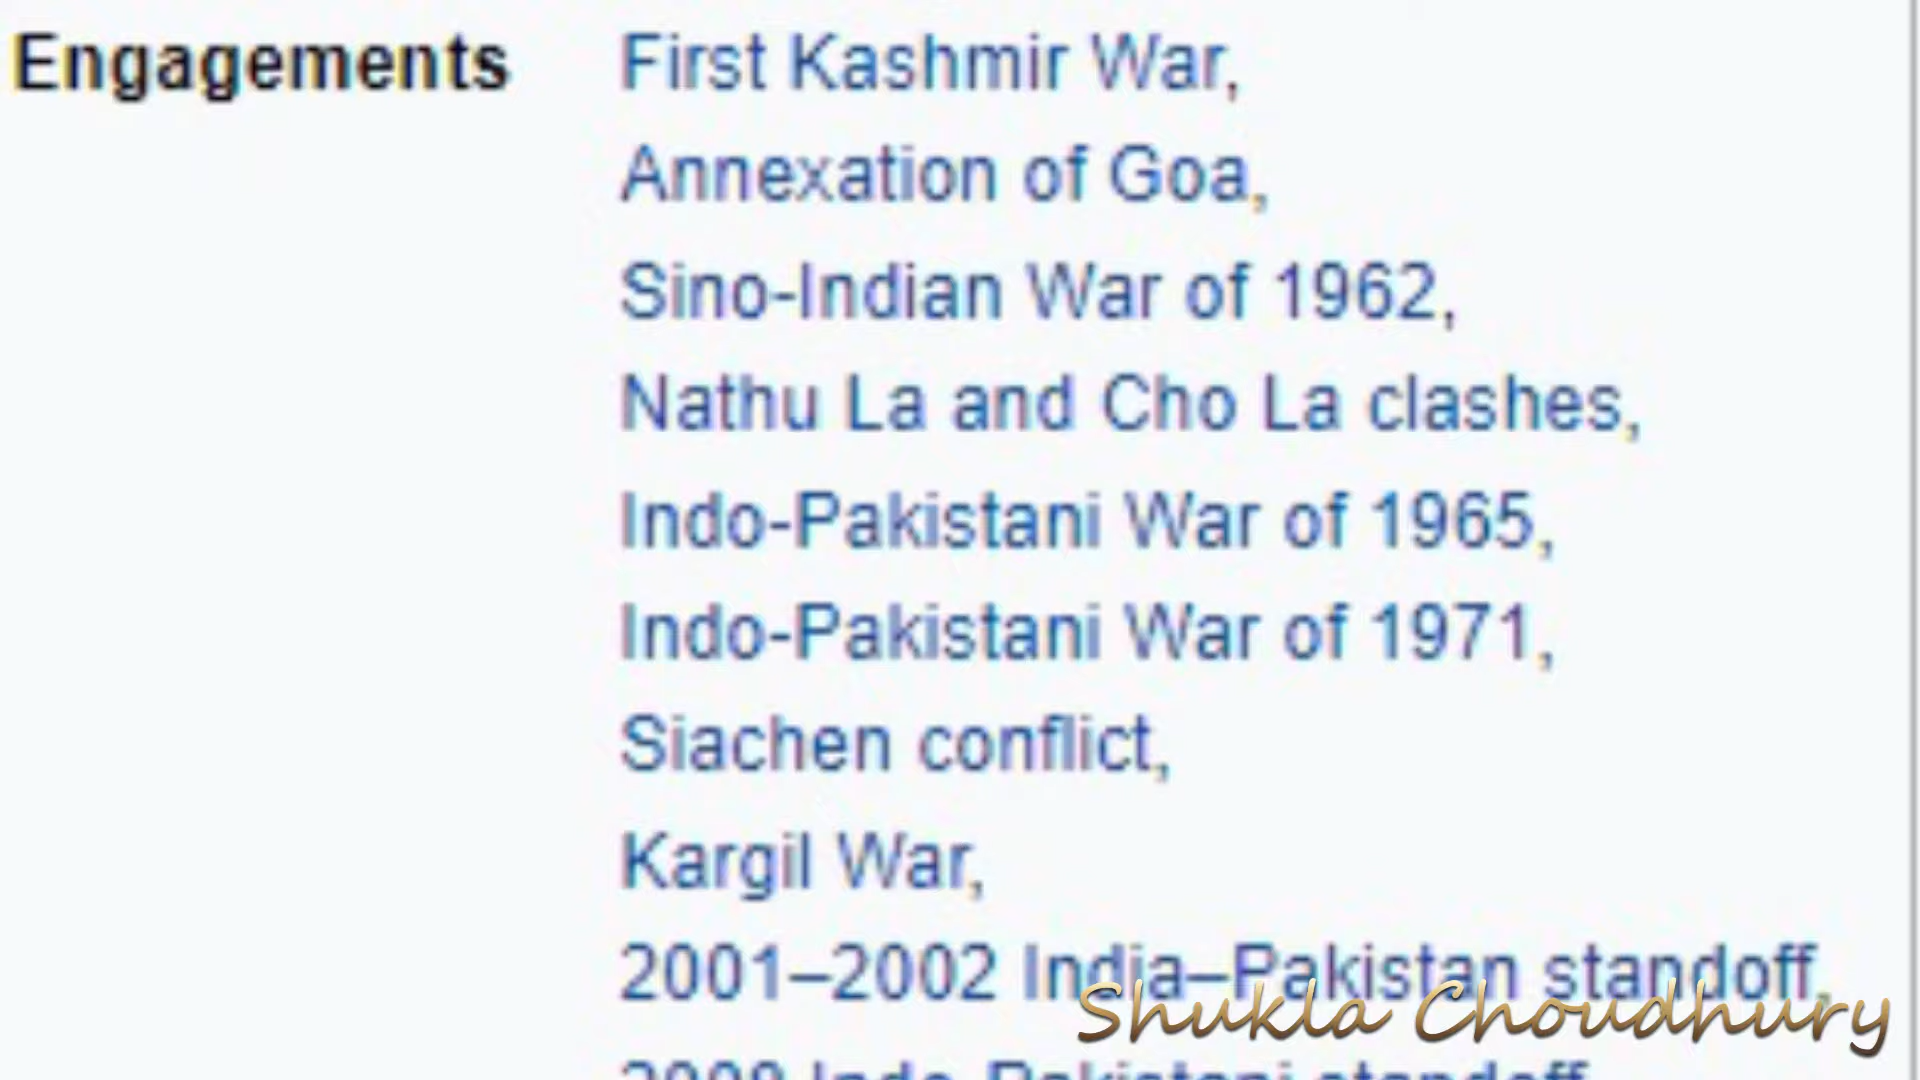 Engagements First Kashmir War,
Annexation of Goa,
Sino-Indian War of 1962,
Nathu La and Cho La clashes,
Indo-Pakistani War of 1965,
Indo-Pakistani War of 1971,
Siachen conflict,
Kargil War,
2001–2002 India–Pakistan standoff,
Shukla Choudhury